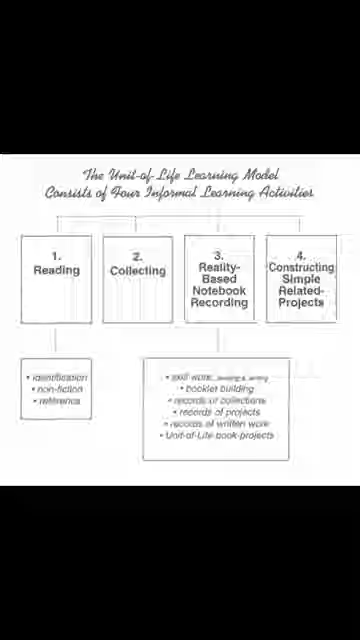 The Unit-of-Life Learning Model
Consists of Four Informal Learning Activities
1.
Reading
2.
Collecting
3.
Reality-
Based
Notebook
Recording
4.
Constructing
Simple
Related-
Projects
• identification
• non-fiction
• reference
• skill work
• booklet building
• records of collections
• records of projects
• records of written work
• Unit-of-Life book-projects